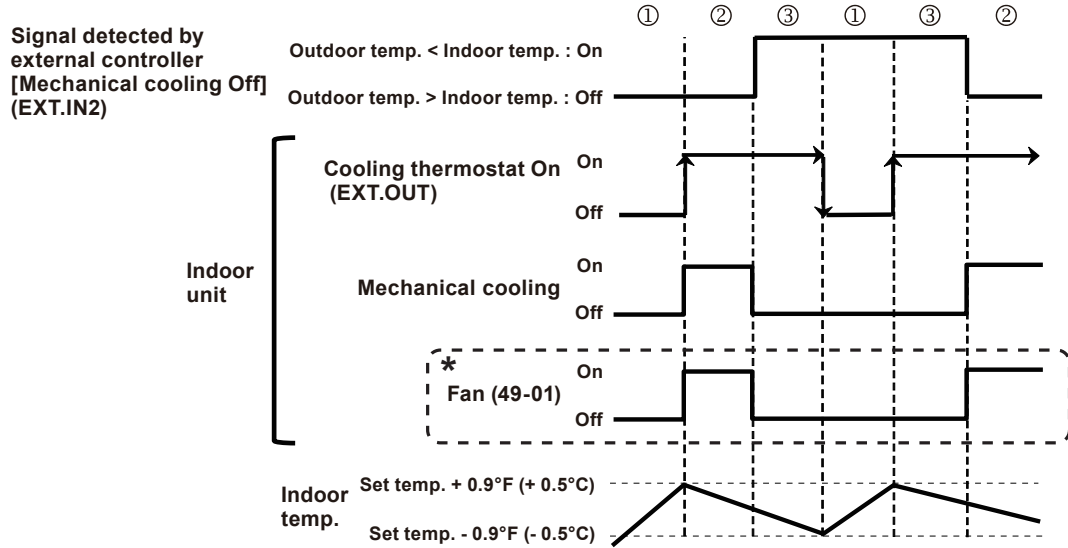 ① ② ③ ① ③ ②
Signal detected by
external controller
[Mechanical cooling Off]
(EXT.IN2)
Outdoor temp. < Indoor temp. : On
Outdoor temp. > Indoor temp. : Off
Indoor
unit
Cooling thermostat On
(EXT.OUT)
On
Off
Mechanical cooling
On
Off
*
Fan (49-01)
On
Off
Indoor
temp.
Set temp. + 0.9°F (+ 0.5°C)
Set temp. - 0.9°F (- 0.5°C)